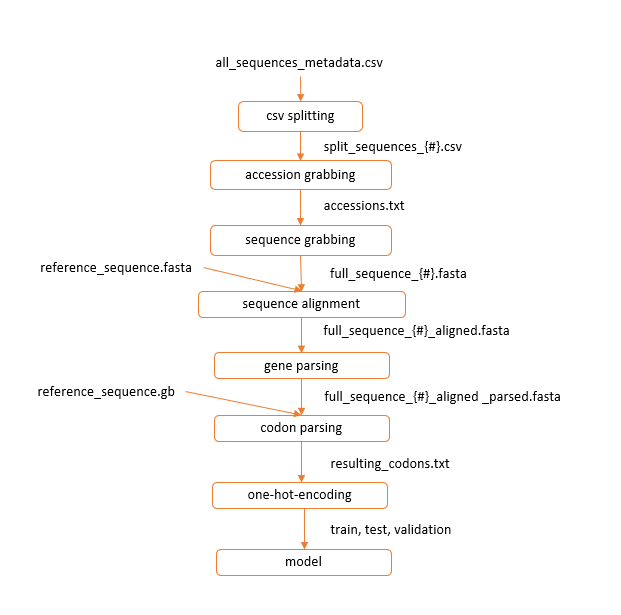 all_sequences_metadata.csv
csv splitting
split_sequences_{#}.csv
accession grabbing
accessions.txt
sequence grabbing
reference_sequence.fasta
full_sequence_{#}.fasta
sequence alignment
full_sequence_{#}_aligned.fasta
gene parsing
reference_sequence.gb
full_sequence_{#}_aligned _parsed.fasta
codon parsing
resulting_codons.txt
one-hot-encoding
train, test, validation
model